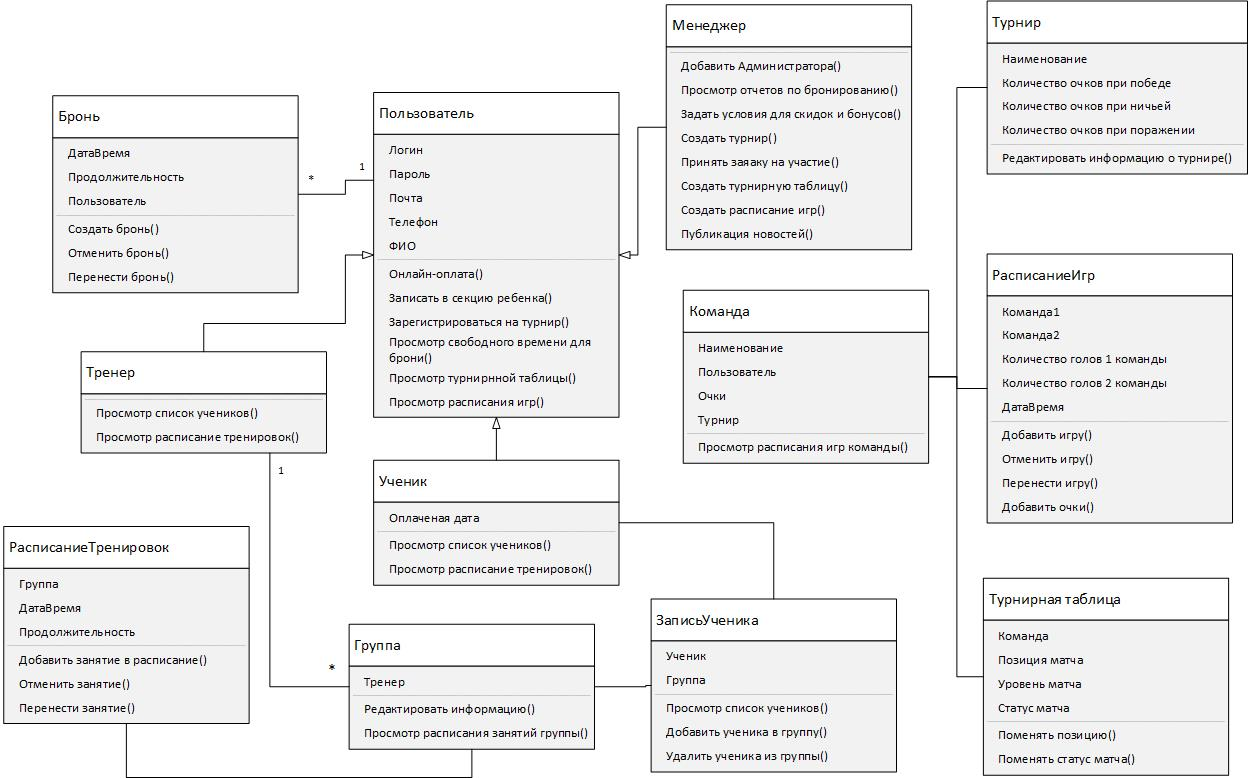 Бронь
ДатаВремя
Продолжительность
Пользователь
Создать бронь()
Отменить бронь()
Перенести бронь()
*
1
Пользователь
Логин
Пароль
Почта
Телефон
ФИО
Онлайн-оплата()
Записать в секцию ребенка()
Зарегистрироваться на турнир()
Просмотр свободного времени для
брони()
Просмотр турнирнной таблицы()
Просмотр расписания игр()
Менеджер
Добавить Администратора()
Просмотр отчетов по бронированию()
Задать условия для скидок и бонусов()
Создать турнир()
Принять заяаку на участие()
Создать турнирную таблицу()
Создать расписание игр()
Публикация новостей()
Турнир
Наименование
Количество очков при победе
Количество очков при ничьей
Количество очков при поражении
Редактировать информацию о турнире()
Команда
Наименование
Пользователь
Очки
Турнир
Просмотр расписания игр команды()
РасписаниеИгр
Команда1
Команда2
Количество голов 1 команды
Количество голов 2 команды
ДатаВремя
Добавить игру()
Отменить игру()
Перенести игру()
Добавить очки()
Тренер
Просмотр список учеников()
Просмотр расписание тренировок()
1
Ученик
Оплаченая дата
Просмотр список учеников()
Просмотр расписание тренировок()
РасписаниеТренировок
Группа
ДатаВремя
Продолжительность
Добавить занятие в расписание()
Отменить занятие()
Перенести занятие()
*
Группа
Тренер
Редактировать информацию()
Просмотр расписания занятий группы()
ЗаписьУченика
Ученик
Группа
Просмотр список учеников()
Добавить ученика в группу()
Удалить ученика из группы()
Турнирная таблица
Команда
Позиция матча
Уровень матча
Статус матча
Поменять позицию()
Поменять статус матча()